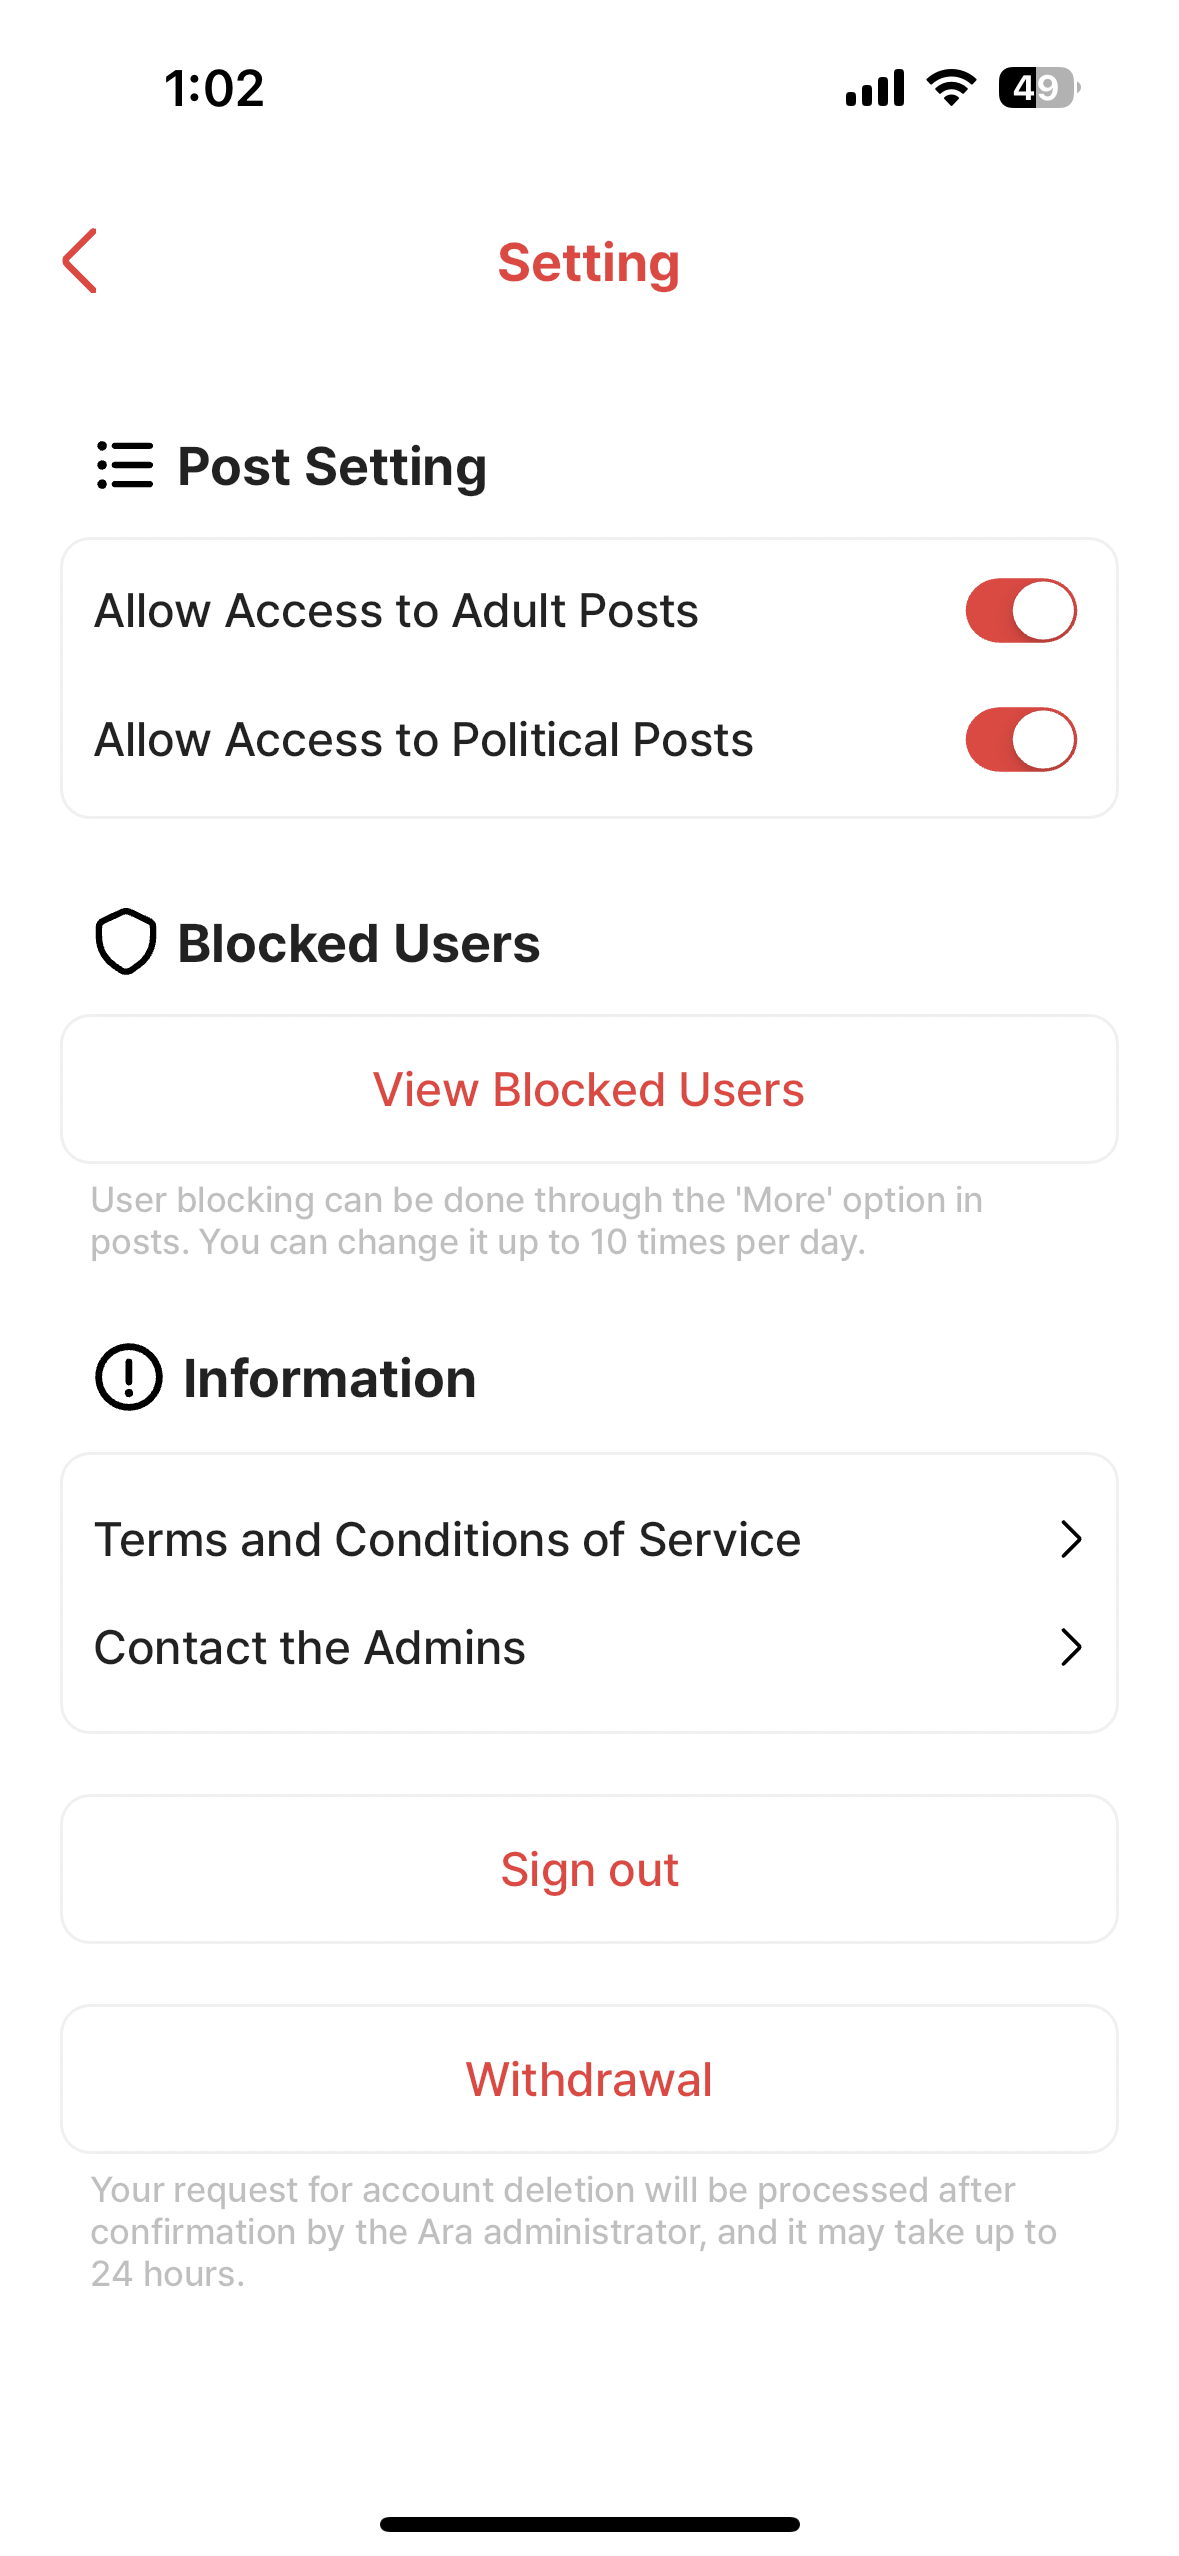 1:02
49
Setting
Post Setting
Allow Access to Adult Posts
Allow Access to Political Posts
Blocked Users
View Blocked Users
User blocking can be done through the 'More' option in
posts. You can change it up to 10 times per day.
Information
Terms and Conditions of Service
Contact the Admins
Sign out
Withdrawal
Your request for account deletion will be processed after
confirmation by the Ara administrator, and it may take up to
24 hours.